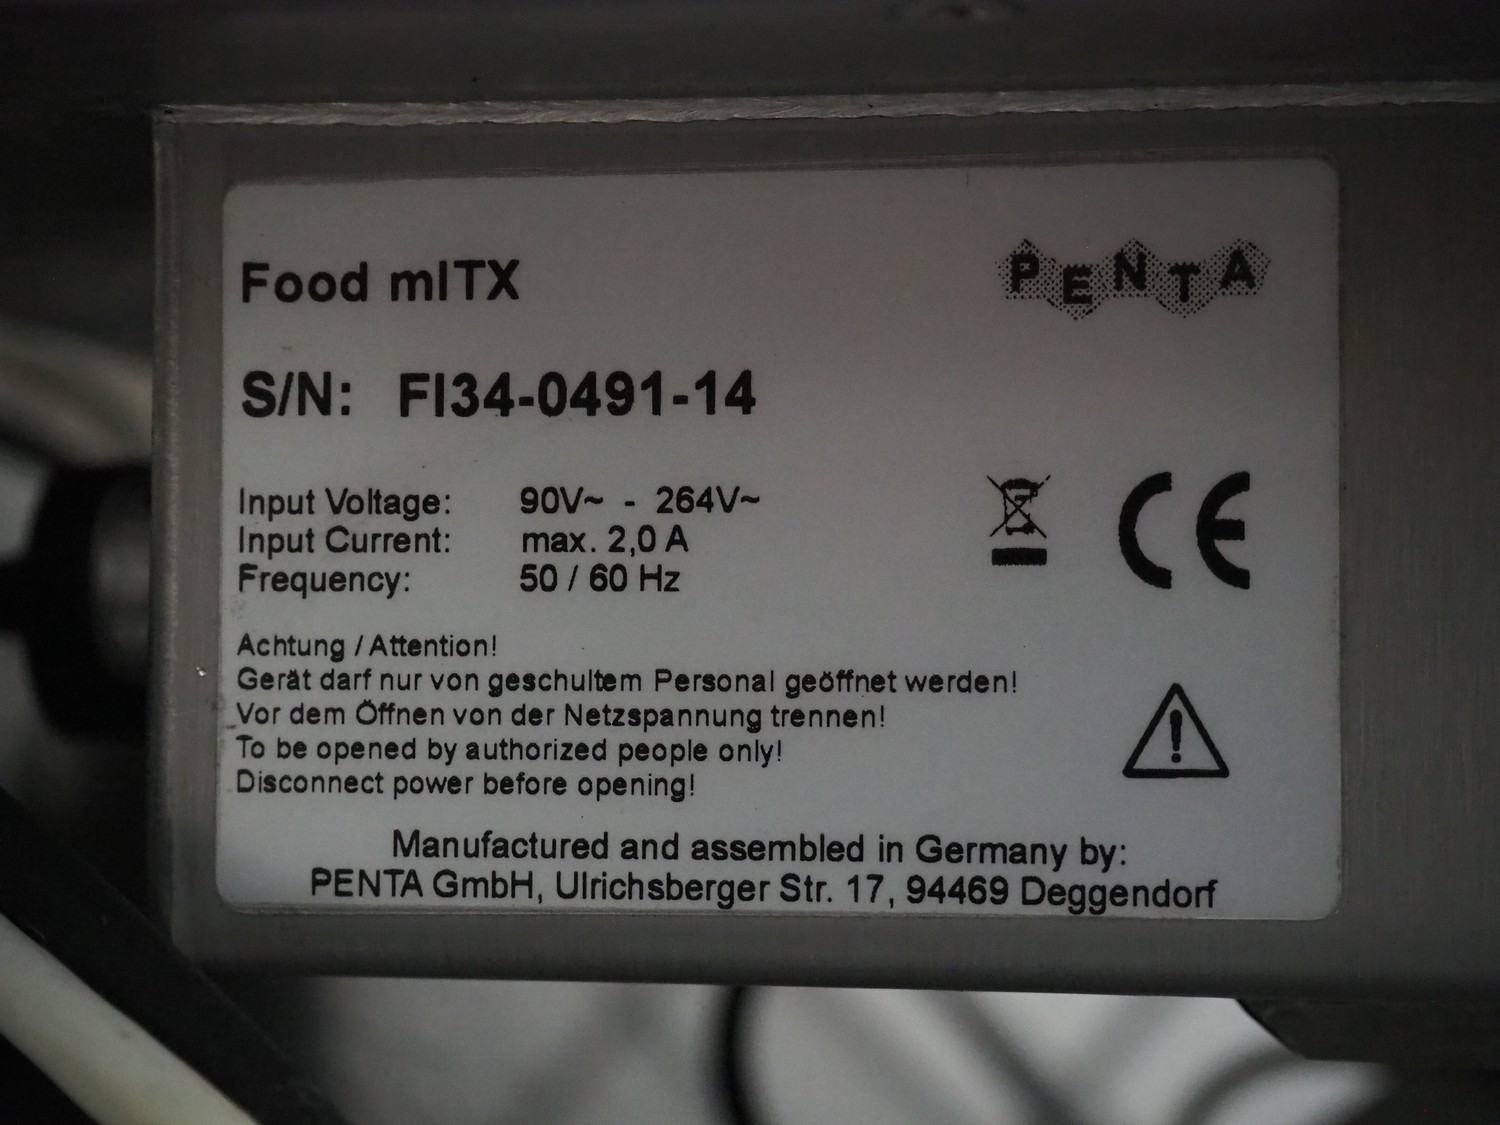 Food mITX
PENTA
S/N: FI34-0491-14
Input Voltage: 90V~ - 264V~
Input Current: max. 2,0 A
Frequency: 50 / 60 Hz
CE
Achtung / Attention!
Gerät darf nur von geschultem Personal geöffnet werden!
Vor dem Öffnen von der Netzspannung trennen!
To be opened by authorized people only!
Disconnect power before opening!
Manufactured and assembled in Germany by:
PENTA GmbH, Ulrichsberger Str. 17, 94469 Deggendorf